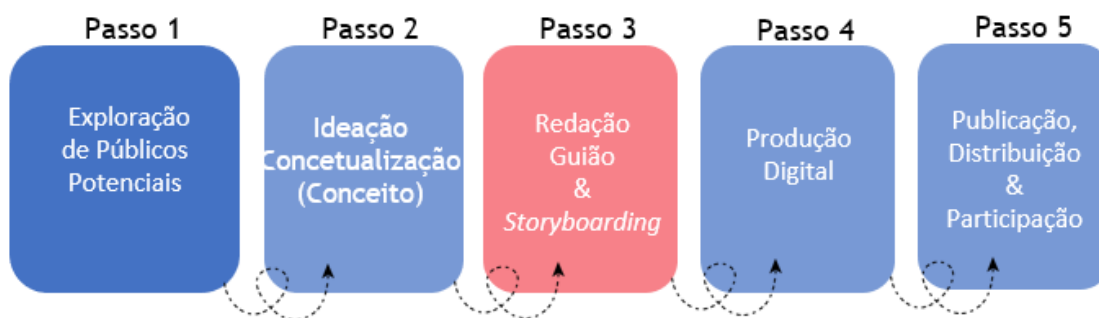 Passo 1
Exploração
de Públicos
Potenciais
Passo 2
Ideação
Concetualização
(Conceito)
Passo 3
Redação
Guião
&
Storyboarding
Passo 4
Produção
Digital
Passo 5
Publicação,
Distribuição
&
Participação